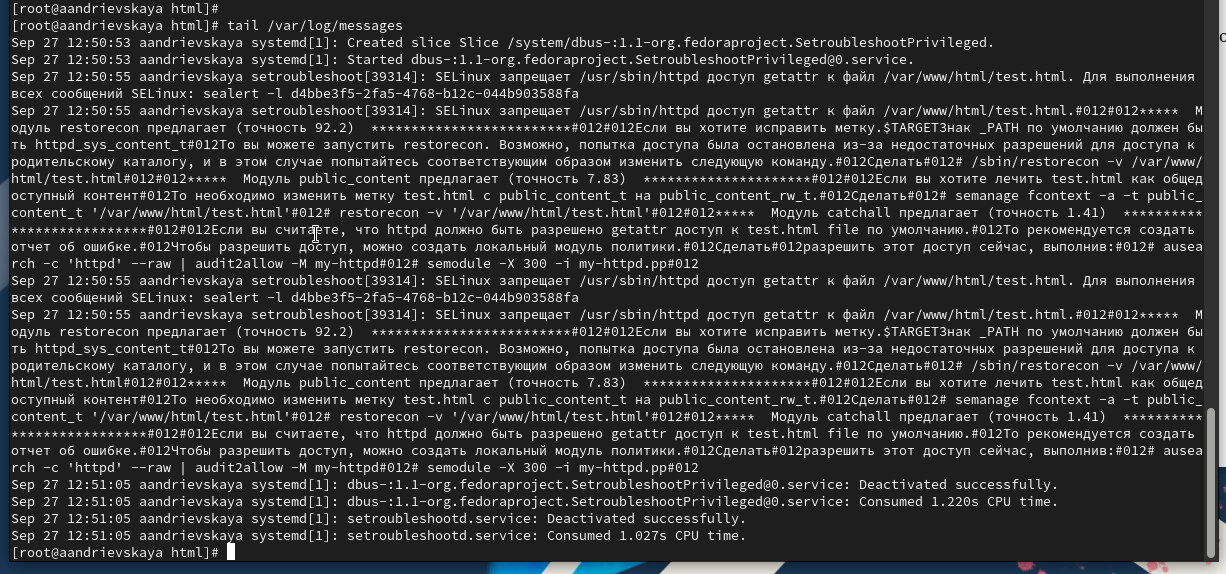 [root@aandrievskaya html]#
[root@aandrievskaya html]# tail /var/log/messages
Sep 27 12:50:53 aandrievskaya systemd[1]: Created slice Slice /system/dbus-:1.1-org.fedoraproject.SetroubleshootPrivileged.
Sep 27 12:50:53 aandrievskaya systemd[1]: Started dbus-:1.1-org.fedoraproject.SetroubleshootPrivileged@0.service.
Sep 27 12:50:55 aandrievskaya setroubleshoot[39314]: SELinux запрещает /usr/sbin/httpd доступ getattr к файл /var/www/html/test.html. Для выполнения
всех сообщений SELinux: sealert -l d4bbe3f5-2fa5-4768-b12c-044b903588fa
Sep 27 12:50:55 aandrievskaya setroubleshoot[39314]: SELinux запрещает /usr/sbin/httpd доступ getattr к файл /var/www/html/test.html.#012#012*****  М
одуль restorecon предлагает (точность 92.2)  *************************#012#012Если вы хотите исправить метку.$TARGETЗнак _PATH по умолчанию должен бы
ть httpd_sys_content_t#012То вы можете запустить restorecon. Возможно, попытка доступа была остановлена из-за недостаточных разрешений для доступа к
родительскому каталогу, и в этом случае попытайтесь соответствующим образом изменить следующую команду.#012Сделать#012# /sbin/restorecon -v /var/www/
html/test.html#012#012*****  Модуль public_content предлагает (точность 7.83)  *********************#012#012Если вы хотите лечить test.html как общед
оступный контент#012То необходимо изменить метку test.html с public_content_t на public_content_rw_t.#012Сделать#012# semanage fcontext -a -t public_
content_t '/var/www/html/test.html'#012# restorecon -v '/var/www/html/test.html'#012#012*****  Модуль catchall предлагает (точность 1.41)  **********
*****************#012#012Если вы считаете, что httpd должно быть разрешено getattr доступ к test.html file по умолчанию.#012То рекомендуется создать
отчет об ошибке.#012Чтобы разрешить доступ, можно создать локальный модуль политики.#012Сделать#012разрешить этот доступ сейчас, выполнив:#012# ausea
rch -c 'httpd' --raw | audit2allow -M my-httpd#012# semodule -X 300 -i my-httpd.pp#012
Sep 27 12:50:55 aandrievskaya setroubleshoot[39314]: SELinux запрещает /usr/sbin/httpd доступ getattr к файл /var/www/html/test.html. Для выполнения
всех сообщений SELinux: sealert -l d4bbe3f5-2fa5-4768-b12c-044b903588fa
Sep 27 12:50:55 aandrievskaya setroubleshoot[39314]: SELinux запрещает /usr/sbin/httpd доступ getattr к файл /var/www/html/test.html.#012#012*****  М
одуль restorecon предлагает (точность 92.2)  *************************#012#012Если вы хотите исправить метку.$TARGETЗнак _PATH по умолчанию должен бы
ть httpd_sys_content_t#012То вы можете запустить restorecon. Возможно, попытка доступа была остановлена из-за недостаточных разрешений для доступа к
родительскому каталогу, и в этом случае попытайтесь соответствующим образом изменить следующую команду.#012Сделать#012# /sbin/restorecon -v /var/www/
html/test.html#012#012*****  Модуль public_content предлагает (точность 7.83)  *********************#012#012Если вы хотите лечить test.html как общед
оступный контент#012То необходимо изменить метку test.html с public_content_t на public_content_rw_t.#012Сделать#012# semanage fcontext -a -t public_
content_t '/var/www/html/test.html'#012# restorecon -v '/var/www/html/test.html'#012#012*****  Модуль catchall предлагает (точность 1.41)  **********
*****************#012#012Если вы считаете, что httpd должно быть разрешено getattr доступ к test.html file по умолчанию.#012То рекомендуется создать
отчет об ошибке.#012Чтобы разрешить доступ, можно создать локальный модуль политики.#012Сделать#012разрешить этот доступ сейчас, выполнив:#012# ausea
rch -c 'httpd' --raw | audit2allow -M my-httpd#012# semodule -X 300 -i my-httpd.pp#012
Sep 27 12:51:05 aandrievskaya systemd[1]: dbus-:1.1-org.fedoraproject.SetroubleshootPrivileged@0.service: Deactivated successfully.
Sep 27 12:51:05 aandrievskaya systemd[1]: dbus-:1.1-org.fedoraproject.SetroubleshootPrivileged@0.service: Consumed 1.220s CPU time.
Sep 27 12:51:05 aandrievskaya systemd[1]: setroubleshootd.service: Deactivated successfully.
Sep 27 12:51:05 aandrievskaya systemd[1]: setroubleshootd.service: Consumed 1.027s CPU time.
[root@aandrievskaya html]#